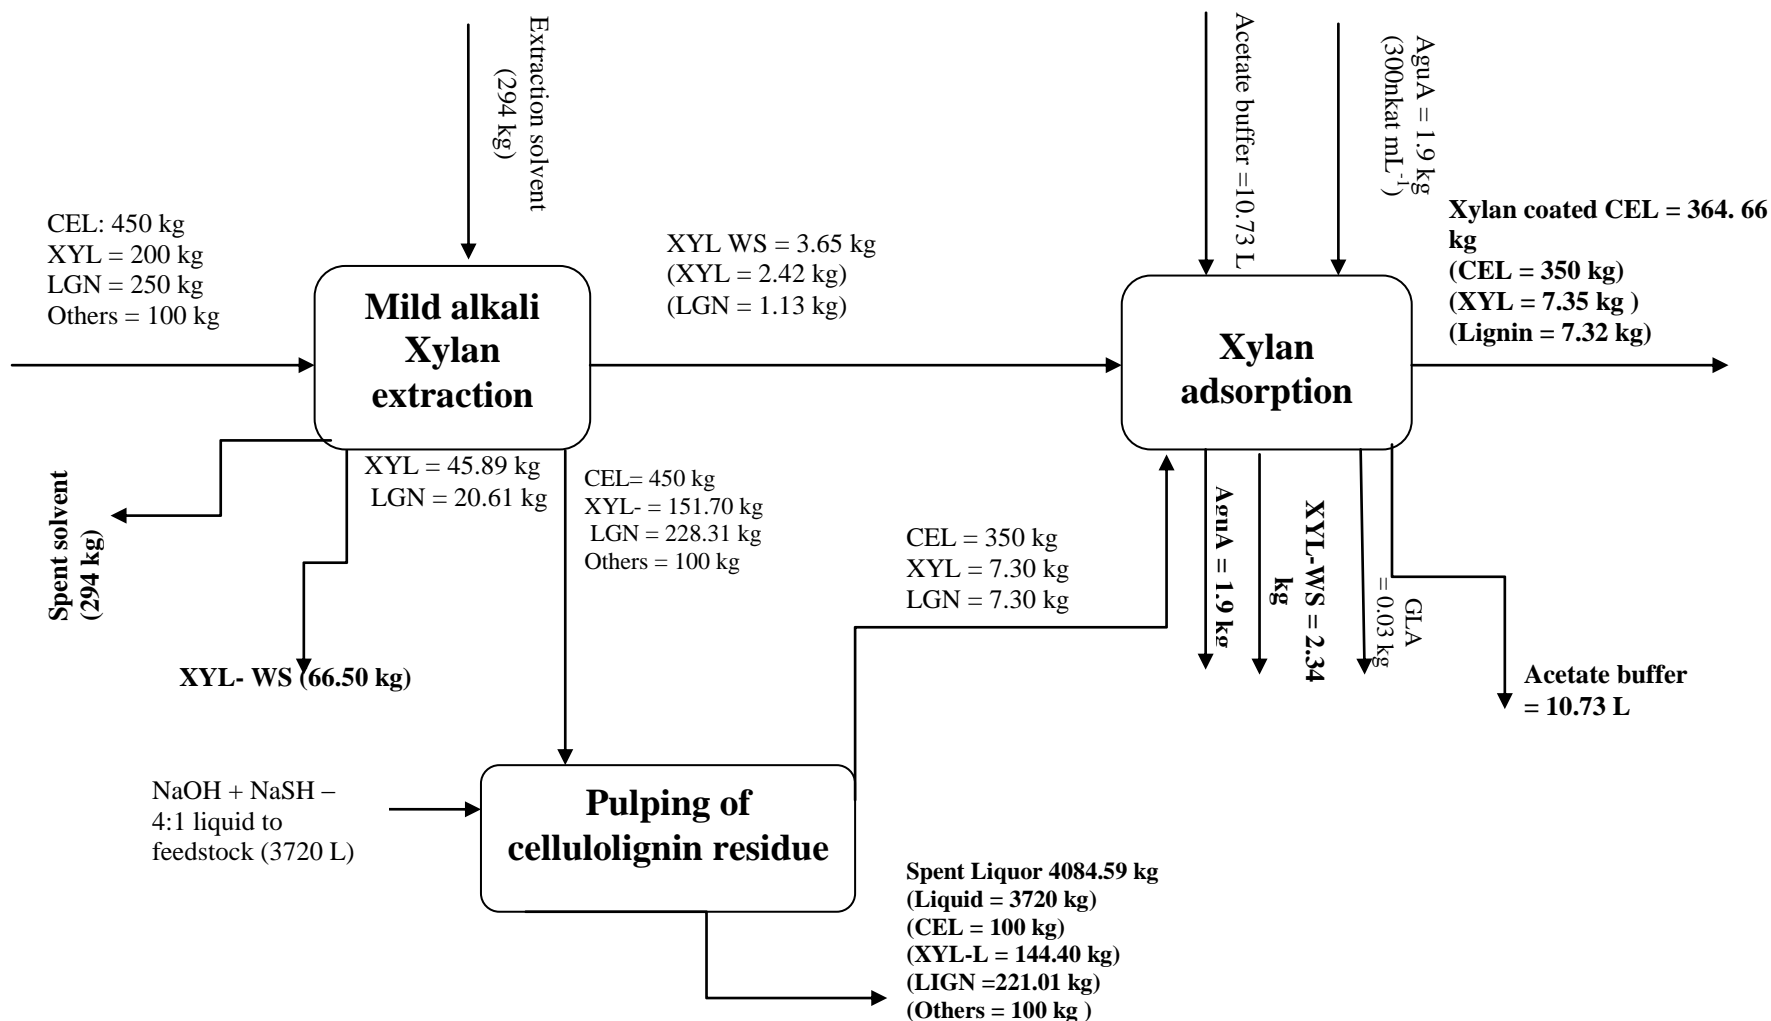 Extraction solvent
(294 kg)
Acetate buffer =10.73 L
AguA = 1.9 kg
(300nkat mL-1)
CEL: 450 kg
XYL = 200 kg
LGN = 250 kg
Others = 100 kg
Mild alkali
Xylan
extraction
XYL WS = 3.65 kg
(XYL = 2.42 kg)
(LGN = 1.13 kg)
Xylan
adsorption
Xylan coated CEL = 364. 66
kg
(CEL = 350 kg)
(XYL = 7.35 kg )
(Lignin = 7.32 kg)
Spent solvent
(294 kg)
XYL = 45.89 kg
LGN = 20.61 kg
CEL= 450 kg
XYL- = 151.70 kg
LGN = 228.31 kg
Others = 100 kg
XYL- WS (66.50 kg)
CEL = 350 kg
XYL = 7.30 kg
LGN = 7.30 kg
AguA = 1.9 kg
XYL-WS = 2.34
kg
GLA
= 0.03 kg
Acetate buffer
= 10.73 L
NaOH + NaSH –
4:1 liquid to
feedstock (3720 L)
Pulping of
cellulolignin residue
Spent Liquor 4084.59 kg
(Liquid = 3720 kg)
(CEL = 100 kg)
(XYL-L = 144.40 kg)
(LIGN =221.01 kg)
(Others = 100 kg )